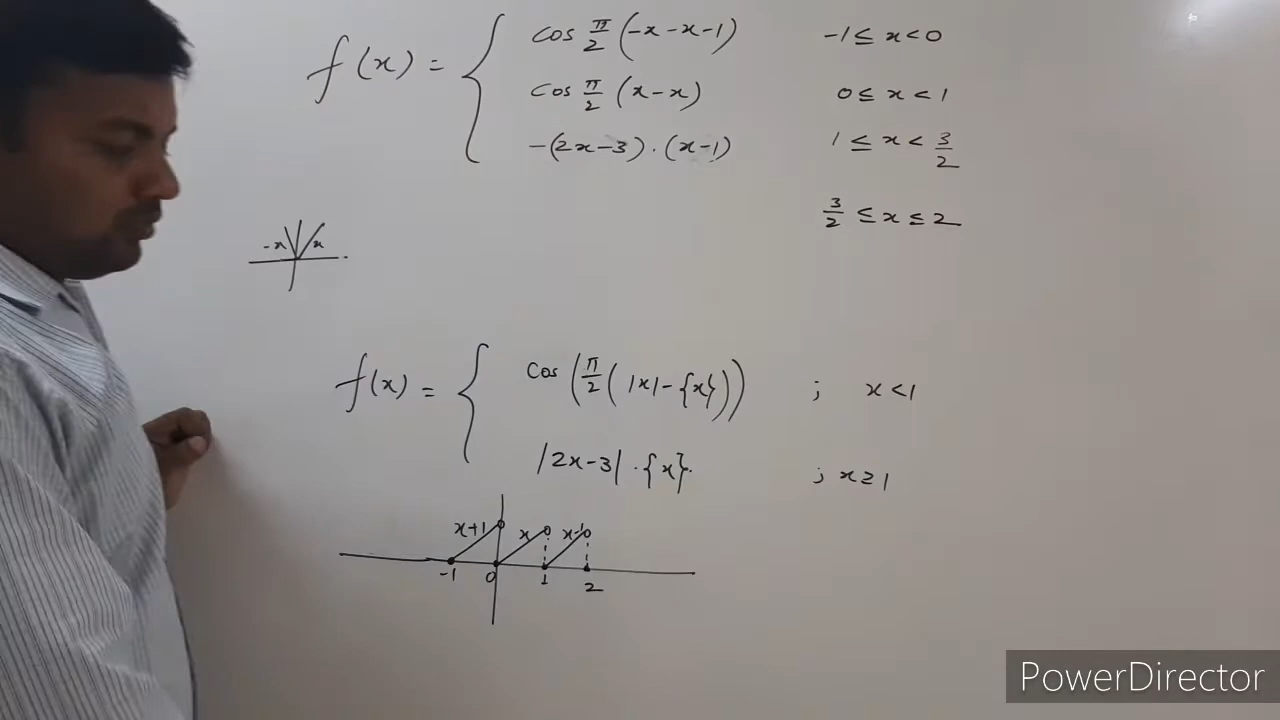 f(x) = { cos π/2 (-x-x-1)  -1 ≤ x < 0
cos π/2 (x-x)  0 ≤ x < 1
-(2x-3).(x-1)  1 ≤ x < 3/2
3/2 ≤ x ≤ 2
-x x
f(x) = { Cos (π/2 ( |x| - {x})) ; x < 1
|2x-3| . {x}. ; x ≥ 1
x+1 x x-1
-1 0 1 2
PowerDirector